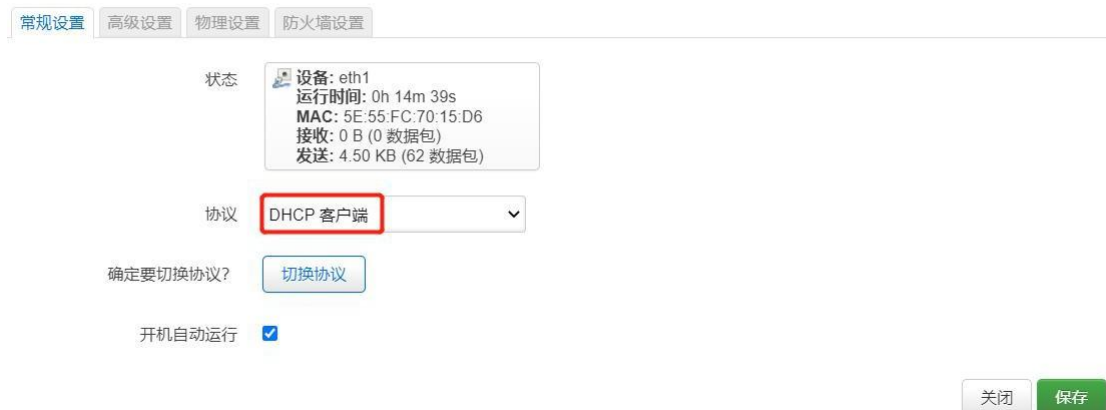 常规设置 高级设置 物理设置 防火墙设置
状态
设备: eth1
运行时间: 0h 14m 39s
MAC: 5E:55:FC:70:15:D6
接收: 0 B (0 数据包)
发送: 4.50 KB (62 数据包)
协议 DHCP 客户端
确定要切换协议? 切换协议
开机自动运行
关闭 保存